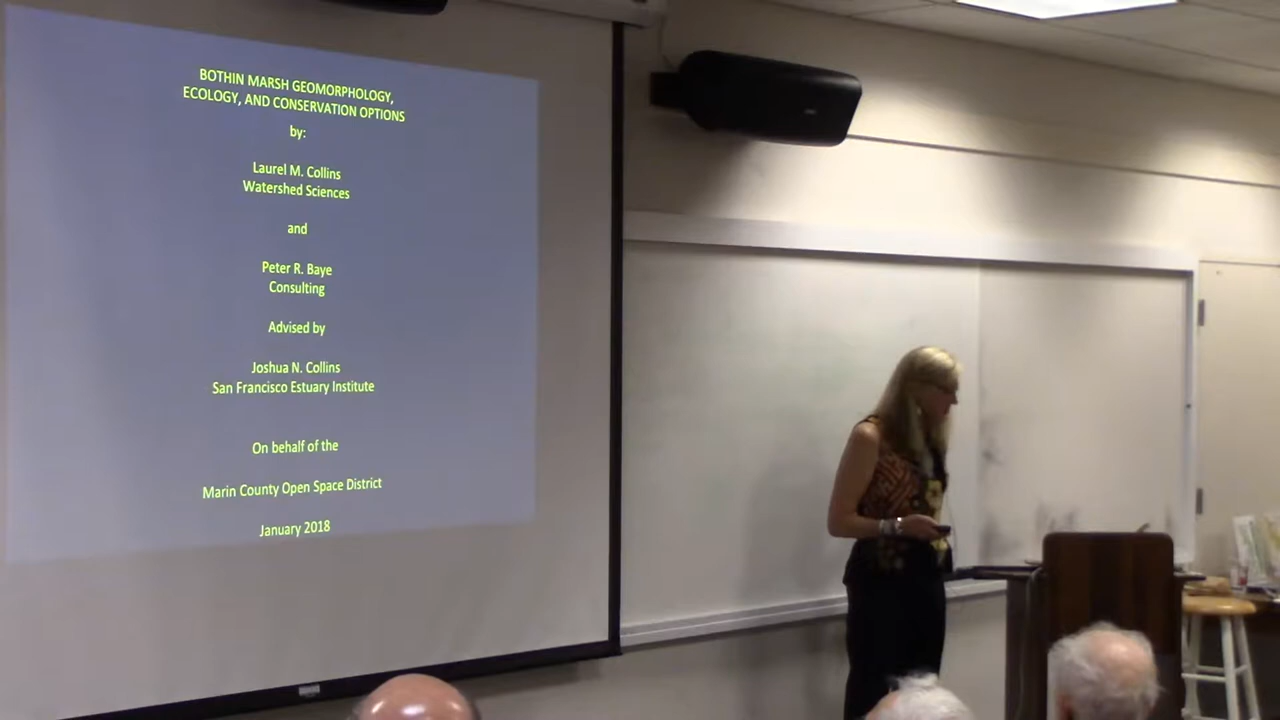 BOTHIN MARSH GEOMORPHOLOGY,
ECOLOGY, AND CONSERVATION OPTIONS
by:
Laurel M. Collins
Watershed Sciences
and
Peter R. Baye
Consulting
Advised by
Joshua N. Collins
San Francisco Estuary Institute
On behalf of the
Marin County Open Space District
January 2018